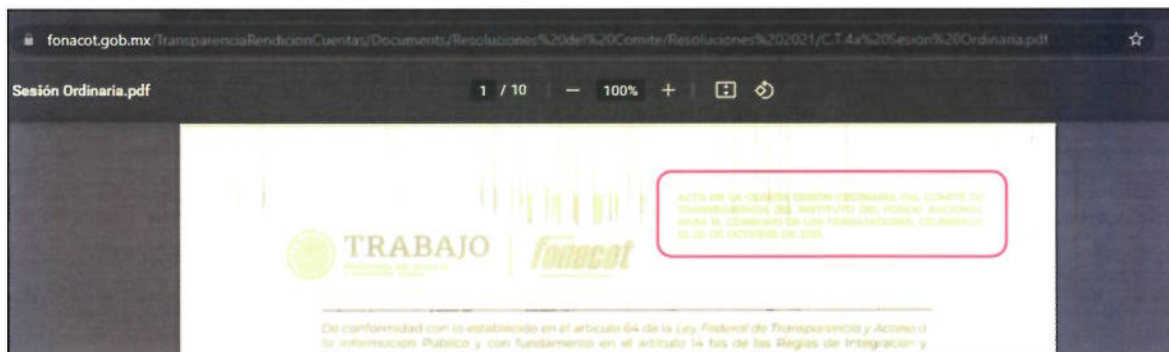 fonacot.gob.mx/TransparenciaRendicionCuentas/Documents/Resoluciones%20del%20Comite/Resoluciones%202021/C.T.4a%20Sesion%20Ordinaria.pdf
Sesión Ordinaria.pdf
1 / 10
100%
ACTA DE LA CUARTA SESIÓN ORDINARIA DEL COMITÉ DE
TRANSPARENCIA DEL INSTITUTO DEL FONDO NACIONAL
PARA EL CONSUMO DE LOS TRABAJADORES, CELEBRADA
EL DE OCTUBRE DE 2021.
TRABAJO
fonacot
De conformidad con lo establecido en el artículo 64 de la Ley Federal de Transparencia y Acceso a
la Información Pública y con fundamento en el artículo 14 bis de las Reglas de Integración y